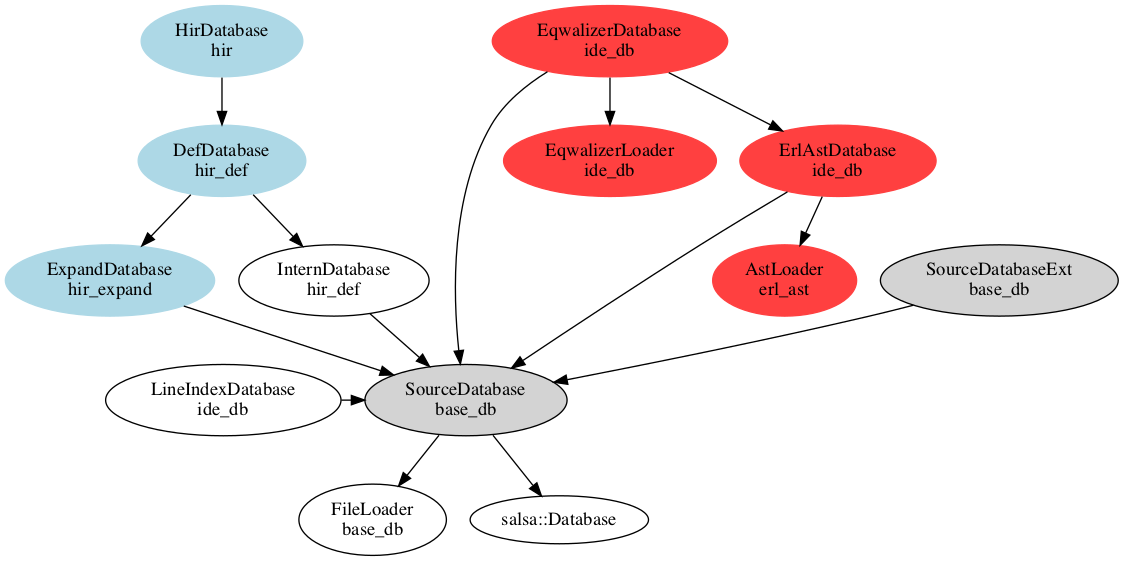 HirDatabase
hir
EqwalizerDatabase
ide_db
DefDatabase
hir_def
EqwalizerLoader
ide_db
ErlAstDatabase
ide_db
ExpandDatabase
hir_expand
InternDatabase
hir_def
AstLoader
erl_ast
SourceDatabaseExt
base_db
LineIndexDatabase
ide_db
SourceDatabase
base_db
FileLoader
base_db
salsa::Database